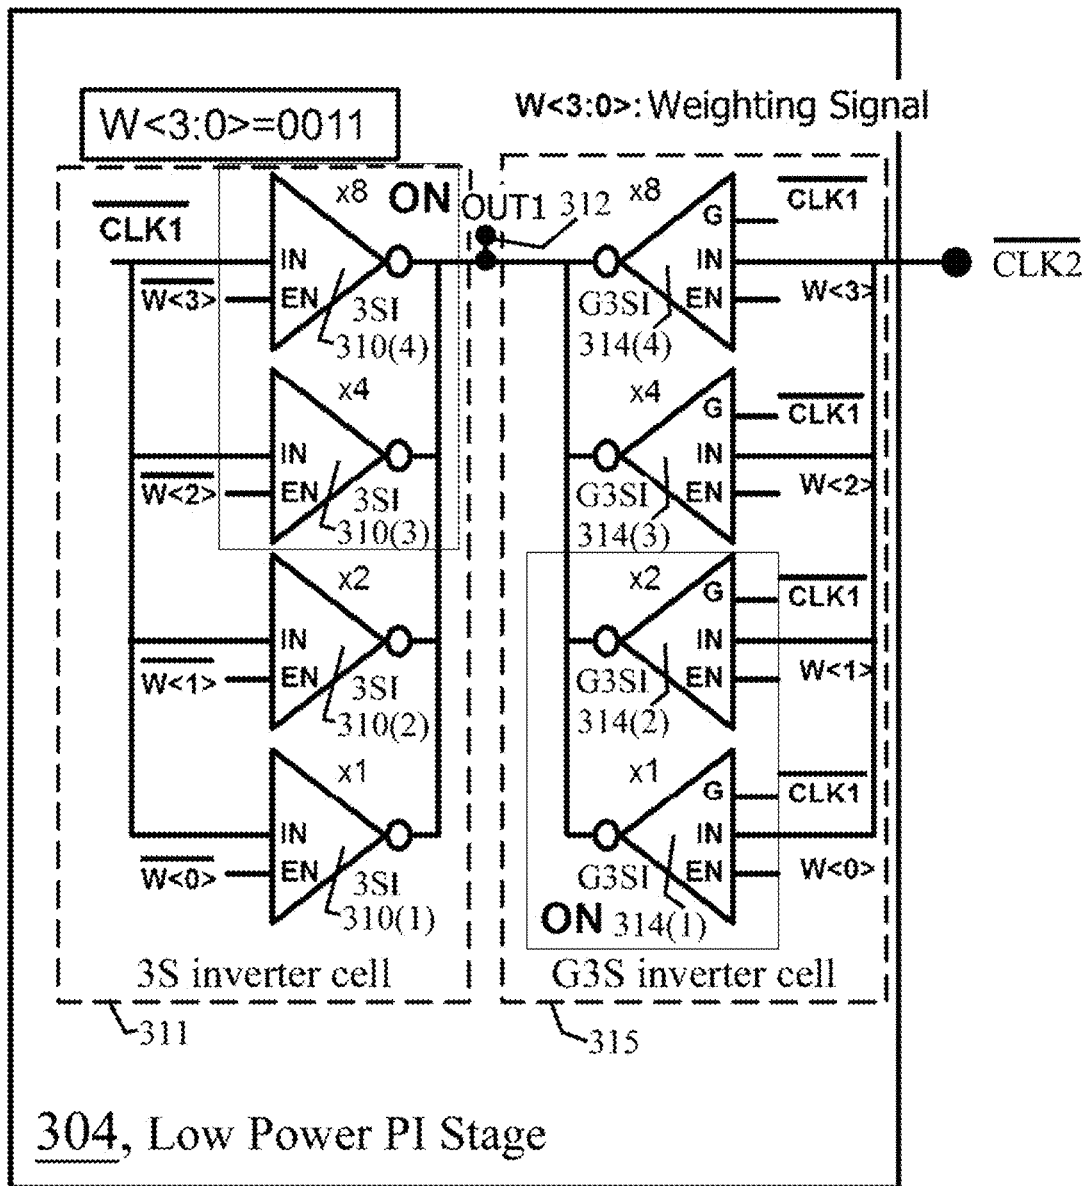 W<3:0>=0011
W<3:0>: Weighting Signal
CLK1
x8
ON
IN
W<3>
EN
3SI
310(4)
x4
IN
W<2>
EN
3SI
310(3)
x2
IN
W<1>
EN
3SI
310(2)
x1
IN
W<0>
EN
3SI
310(1)
3S inverter cell
311
OUT1
312
x8
G
CLK1
IN
CLK2
G3SI
EN
W<3>
314(4)
x4
G
CLK1
IN
G3SI
EN
W<2>
314(3)
x2
G
CLK1
IN
G3SI
EN
W<1>
314(2)
x1
G
CLK1
IN
G3SI
EN
W<0>
ON
314(1)
G3S inverter cell
315
304, Low Power PI Stage